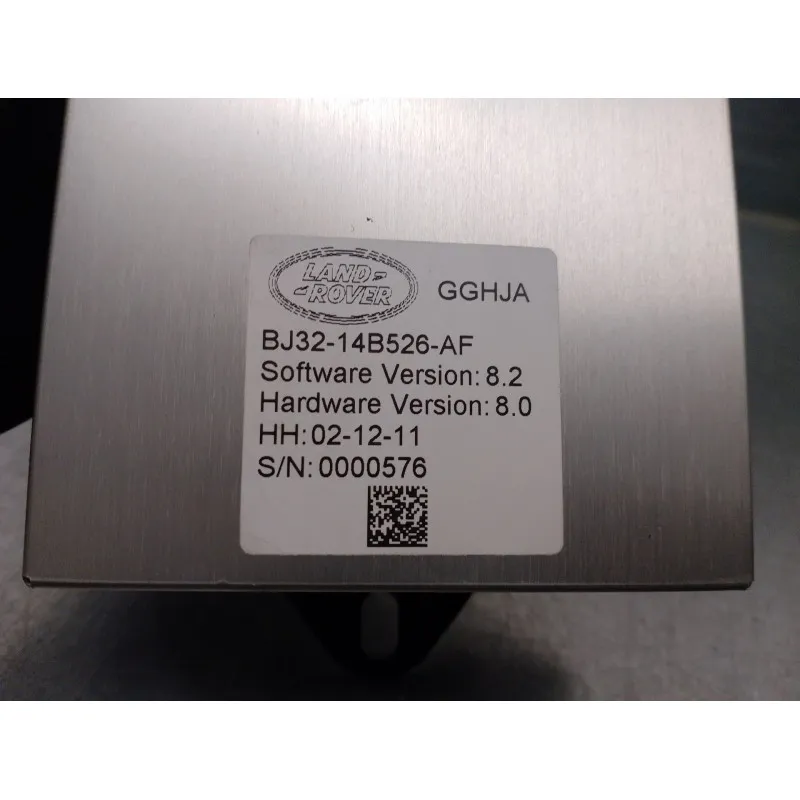 LAND-
-ROVER
GGHJA
BJ32-14B526-AF
Software Version: 8.2
Hardware Version: 8.0
HH: 02-12-11
S/N: 0000576